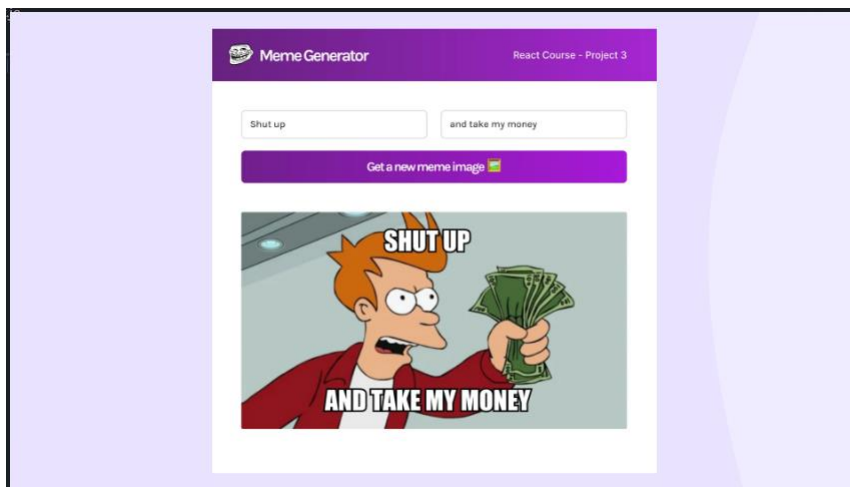 Meme Generator
React Course - Project 3
Shut up
and take my money
Get a new meme image
SHUT UP
AND TAKE MY MONEY